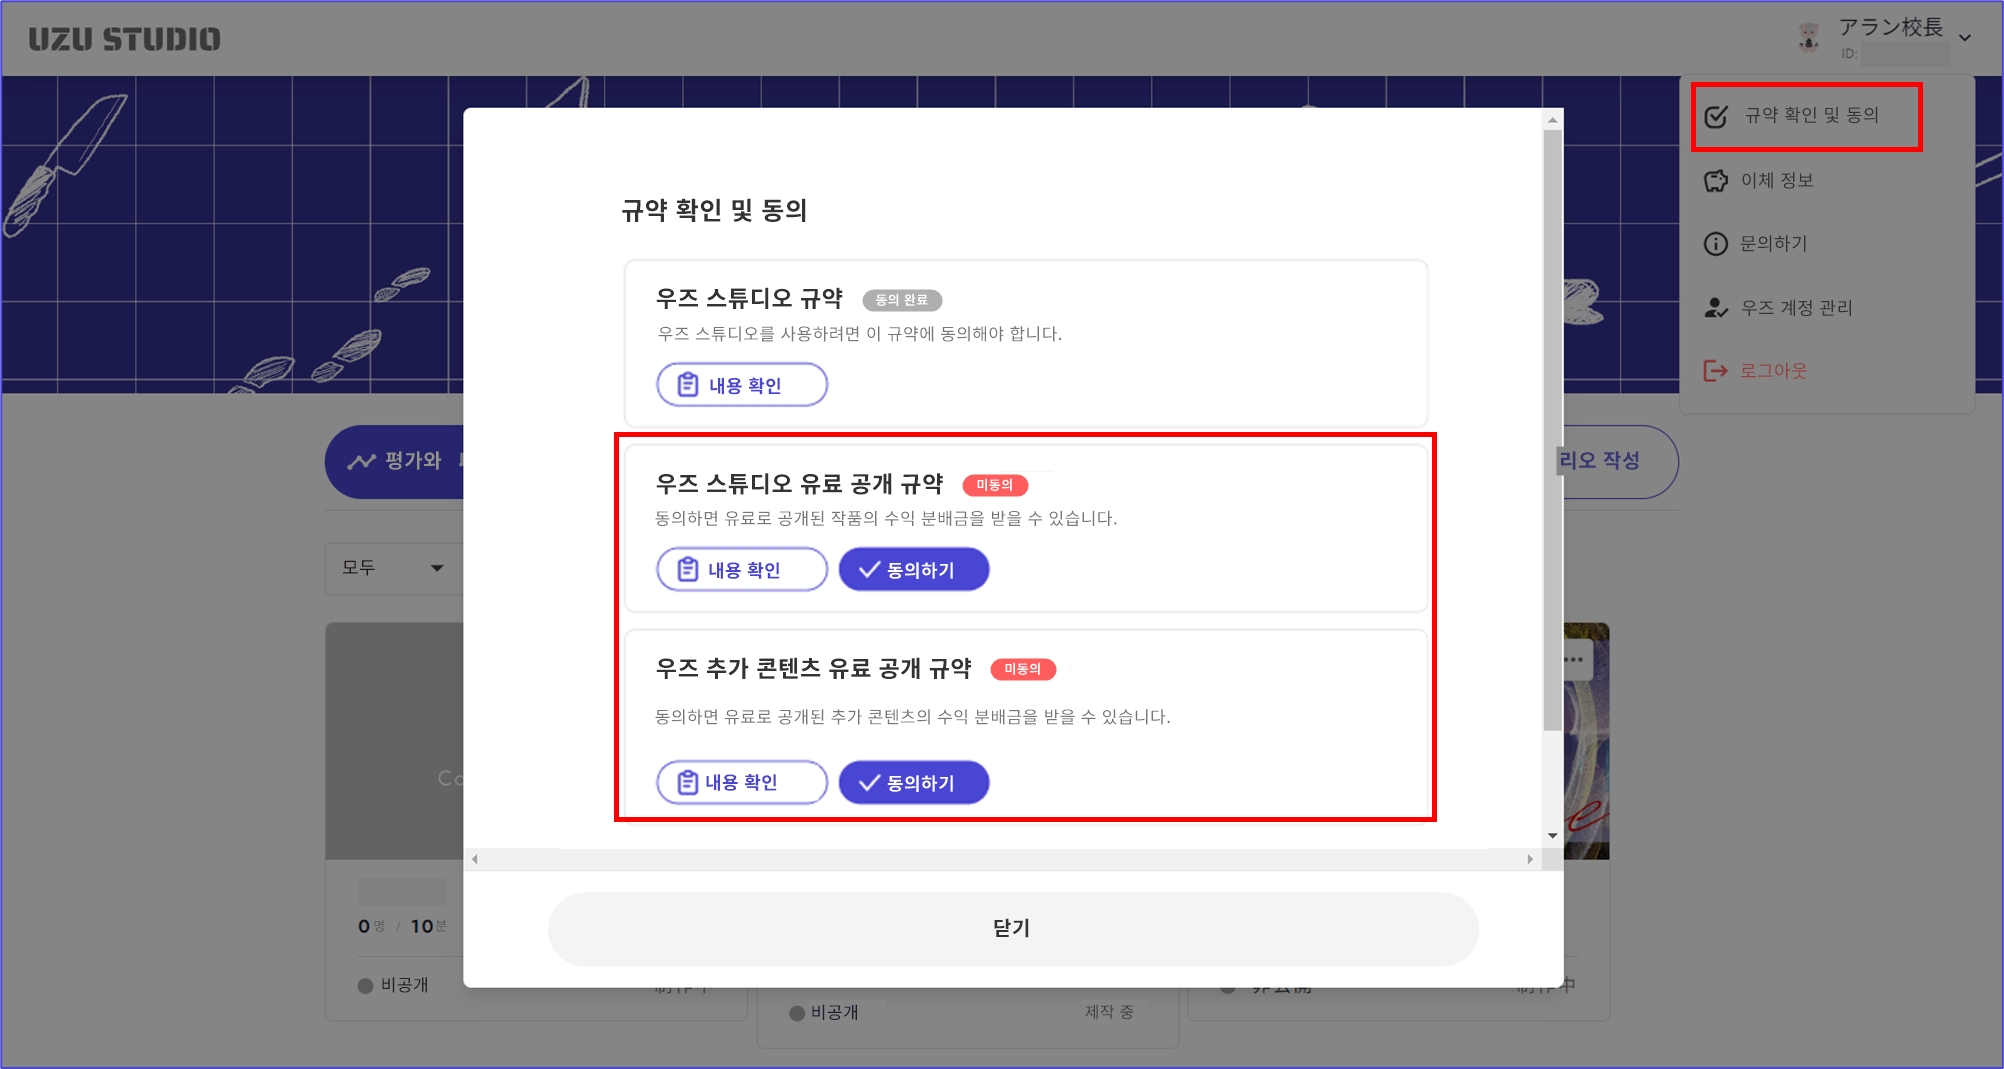 UZU STUDIO
アラン校長
ID:
규약 확인 및 동의
이체 정보
문의하기
우즈 계정 관리
로그아웃
규약 확인 및 동의
우즈 스튜디오 규약 동의 완료
우즈 스튜디오를 사용하려면 이 규약에 동의해야 합니다.
내용 확인
우즈 스튜디오 유료 공개 규약 미동의
동의하면 유료로 공개된 작품의 수익 분배금을 받을 수 있습니다.
내용 확인 동의하기
우즈 추가 콘텐츠 유료 공개 규약 미동의
동의하면 유료로 공개된 추가 콘텐츠의 수익 분배금을 받을 수 있습니다.
내용 확인 동의하기
닫기
평가와
리오 작성
모두
Co
0명 / 10분
비공개
비공개 제작 중